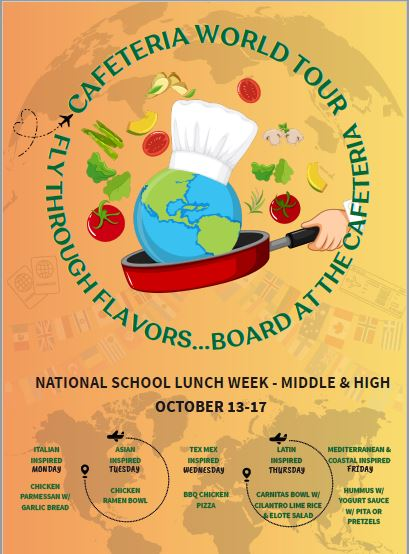 CAFETERIA WORLD TOUR
FLY THROUGH FLAVORS...BOARD AT THE CAFETERIA
NATIONAL SCHOOL LUNCH WEEK - MIDDLE & HIGH
OCTOBER 13-17
ITALIAN
INSPIRED
MONDAY
CHICKEN
PARMESSAN W/
GARLIC BREAD
ASIAN
INSPIRED
TUESDAY
CHICKEN
RAMEN BOWL
TEX MEX
INSPIRED
WEDNESDAY
BBQ CHICKEN
PIZZA
LATIN
INSPIRED
THURSDAY
CARNITAS BOWL W/
CILANTRO LIME RICE
& ELOTE SALAD
MEDITERRANEAN &
COASTAL INSPIRED
FRIDAY
HUMMUS W/
YOGURT SAUCE
W/ PITA OR
PRETZELS